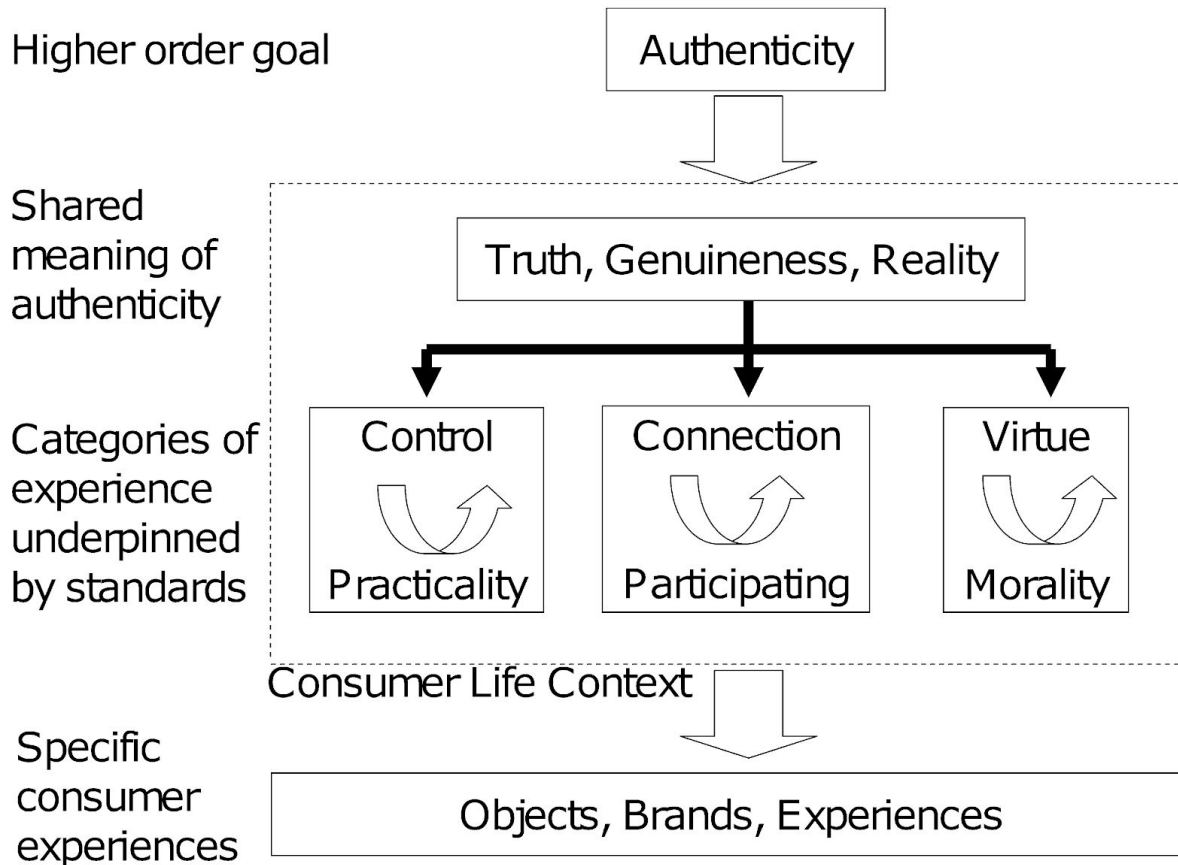 Higher order goal
Authenticity
Shared
meaning of
authenticity
Truth, Genuineness, Reality
Categories of
experience
underpinned
by standards
Control
Practicality
Connection
Participating
Virtue
Morality
Consumer Life Context
Specific
consumer
experiences
Objects, Brands, Experiences